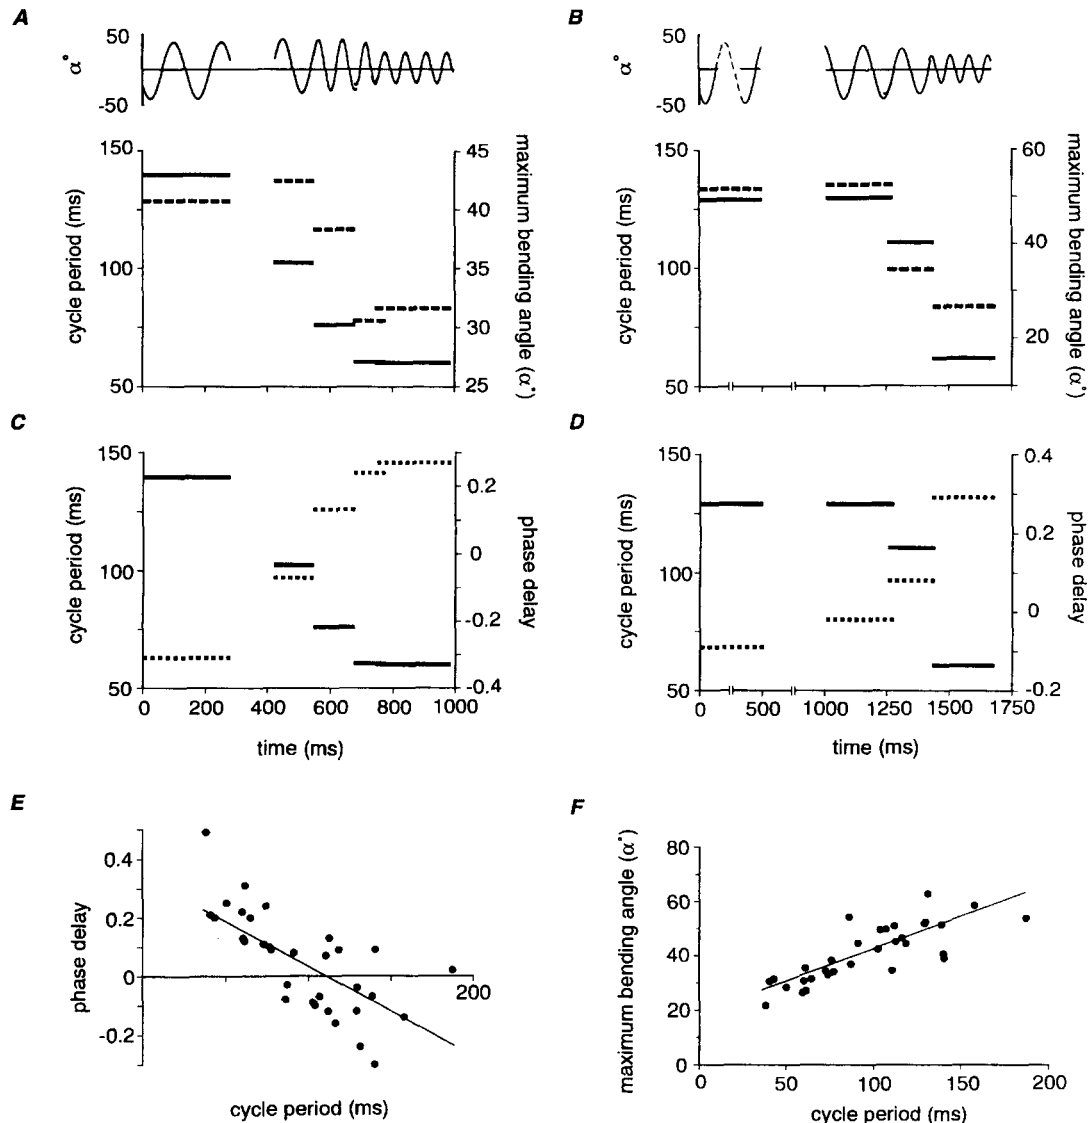 A
B
50
α°
-50
50
α°
-50
150
100
50
cycle period (ms)
45
40
35
30
25
maximum bending angle (α°)
150
100
50
cycle period (ms)
60
40
20
maximum bending angle (α°)
C
D
150
100
50
cycle period (ms)
0.2
0
-0.2
-0.4
phase delay
0
200
400
600
800
1000
time (ms)
150
100
50
cycle period (ms)
0.4
0.2
0
-0.2
phase delay
0
500
1000
1250
1500
1750
time (ms)
E
F
0.4
0.2
0
-0.2
phase delay
200
cycle period (ms)
80
60
40
20
0
maximum bending angle (α°)
0
50
100
150
200
cycle period (ms)